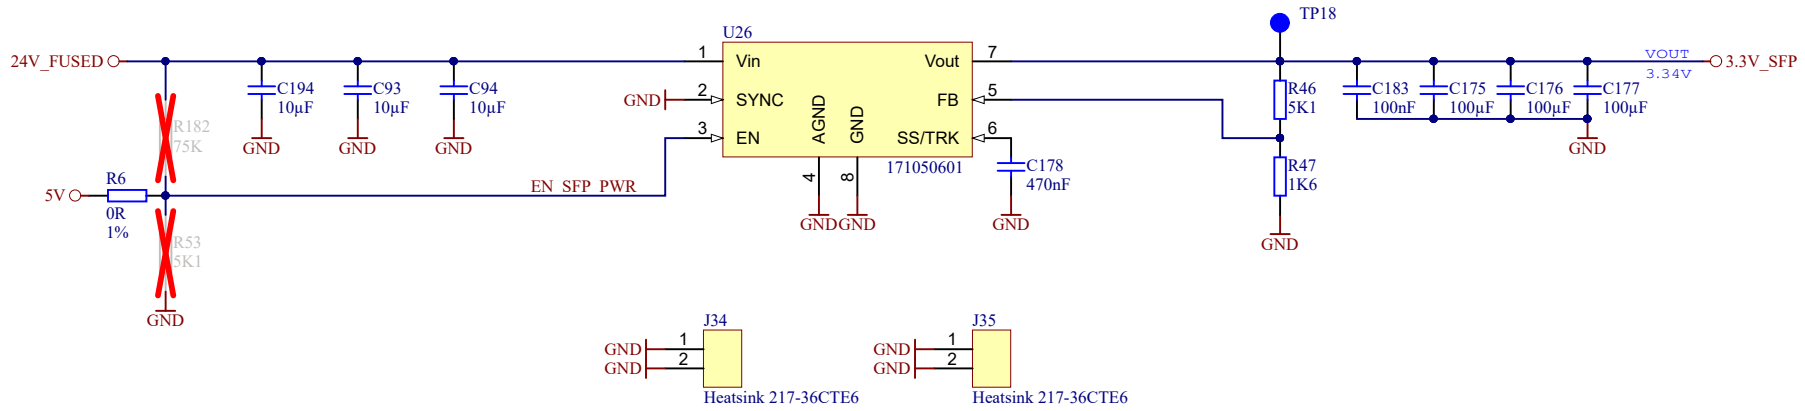 TP18
U26
24V_FUSED
1
Vin
Vout
7
VOUT
3.34V
3.3V_SFP
C194
10µF
C93
10µF
C94
10µF
GND
2
SYNC
FB
5
R46
5K1
C183
100nF
C175
100µF
C176
100µF
C177
100µF
R182
75K
GND
GND
GND
3
EN
AGND
GND
SS/TRK
6
GND
171050601
C178
470nF
R47
1K6
5V
R6
0R
1%
EN_SFP_PWR
4
8
GND
GND
GND
GND
R53
5K1
GND
J34
GND
1
GND
2
Heatsink 217-36CTE6
J35
GND
1
GND
2
Heatsink 217-36CTE6